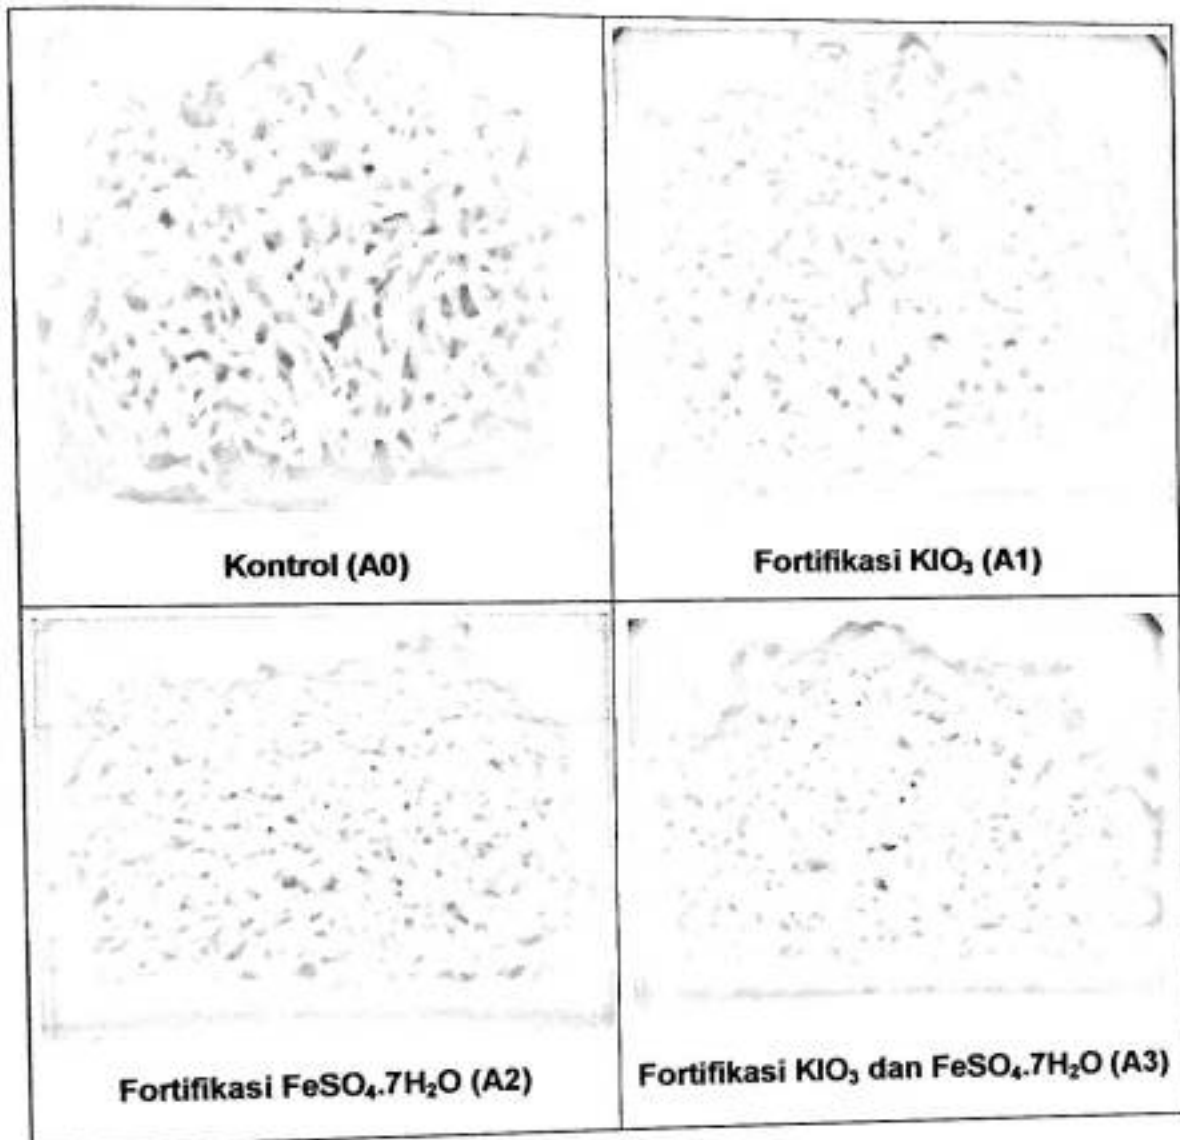 Kontrol (A0)
Fortifikasi KIO₃ (A1)
Fortifikasi FeSO₄.7H₂O (A2)
Fortifikasi KIO₃ dan FeSO₄.7H₂O (A3)